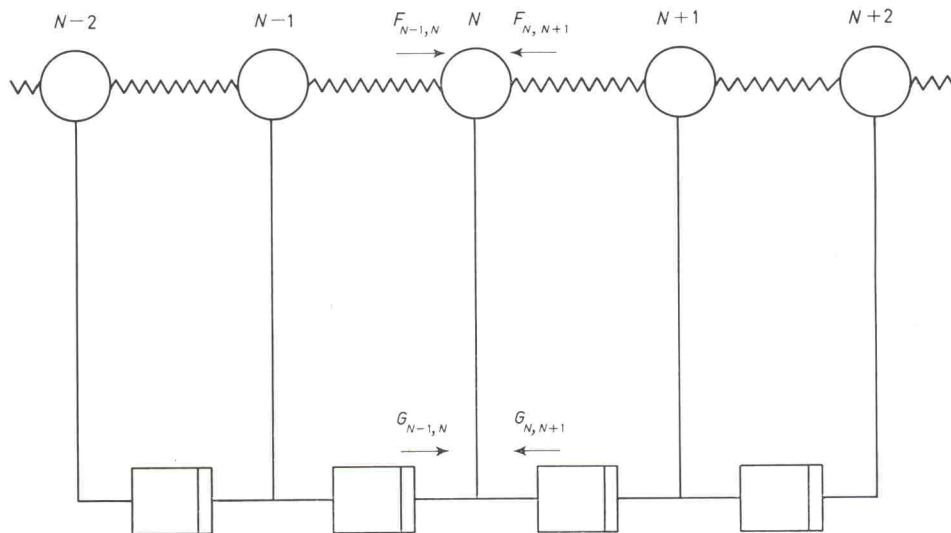 N−2 N−1 F_{N−1, N} N F_{N, N+1} N+1 N+2
G_{N−1, N} G_{N, N+1}